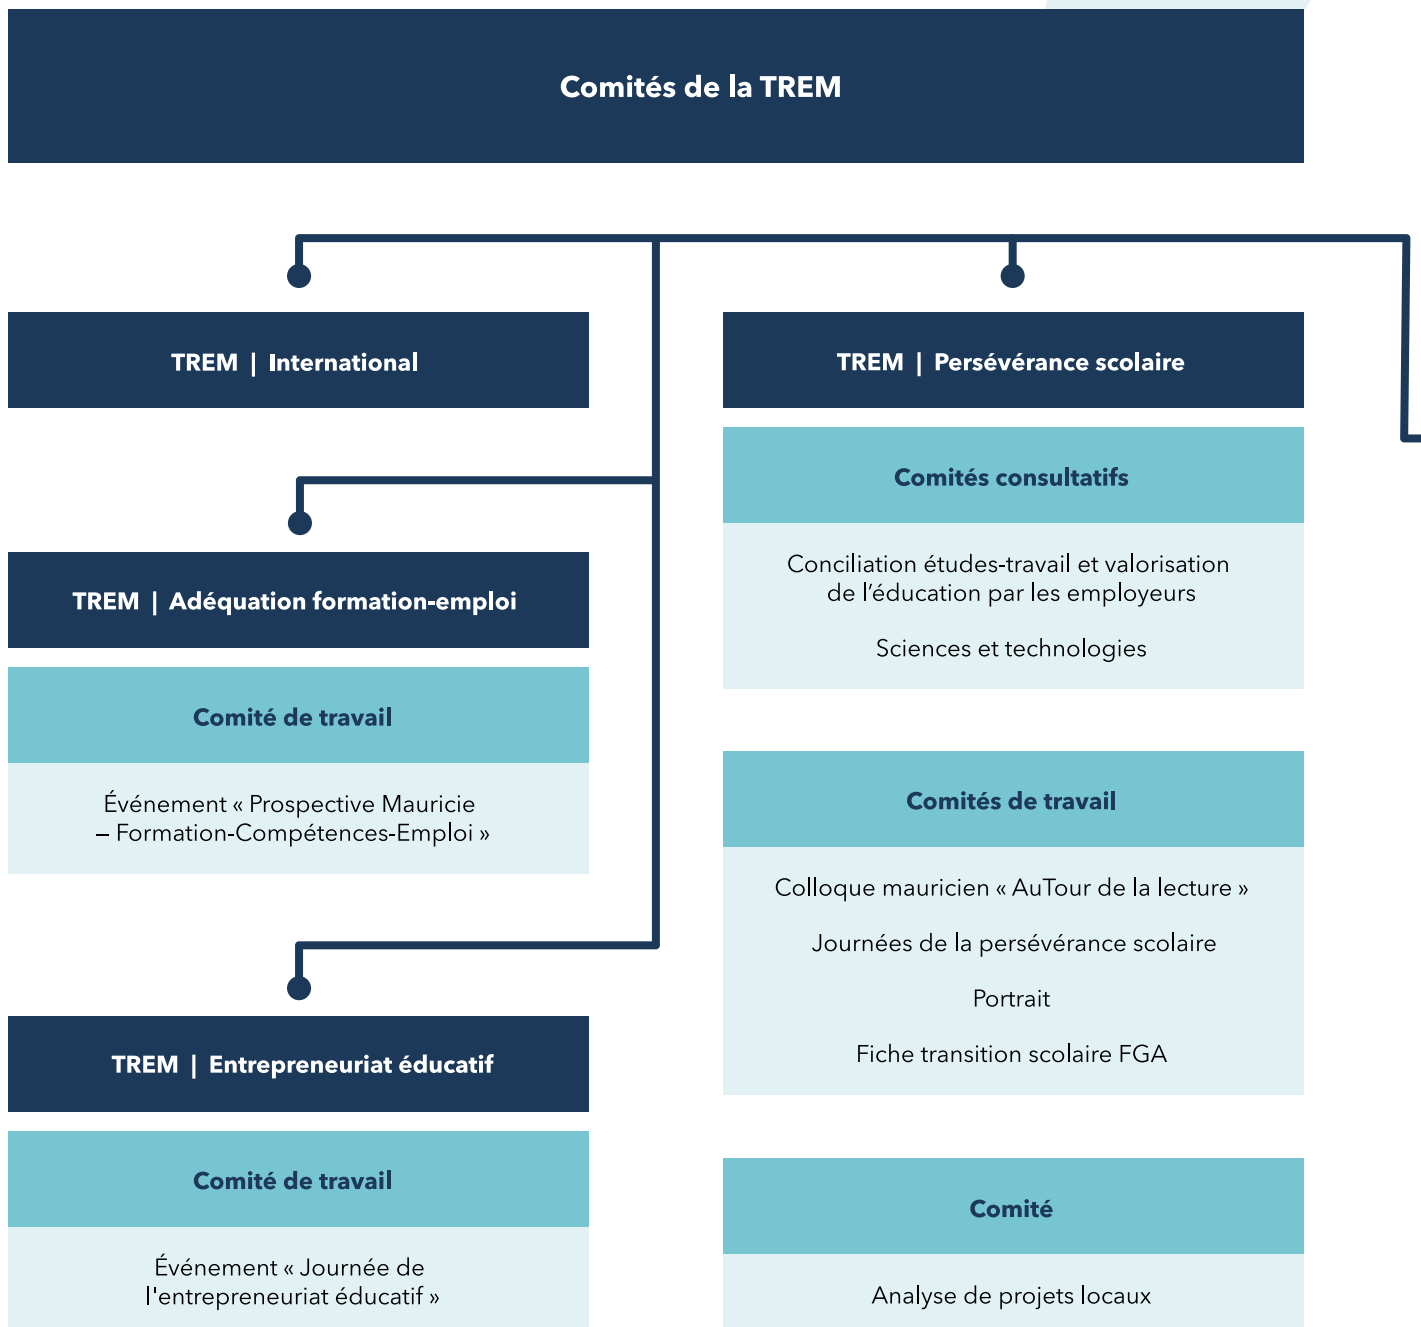 Comités de la TREM
TREM | International
TREM | Adéquation formation-emploi
Comité de travail
Événement « Prospective Mauricie
– Formation-Compétences-Emploi »
TREM | Entrepreneuriat éducatif
Comité de travail
Événement « Journée de
l'entrepreneuriat éducatif »
TREM | Persévérance scolaire
Comités consultatifs
Conciliation études-travail et valorisation
de l’éducation par les employeurs
Sciences et technologies
Comités de travail
Colloque mauricien « AuTour de la lecture »
Journées de la persévérance scolaire
Portrait
Fiche transition scolaire FGA
Comité
Analyse de projets locaux